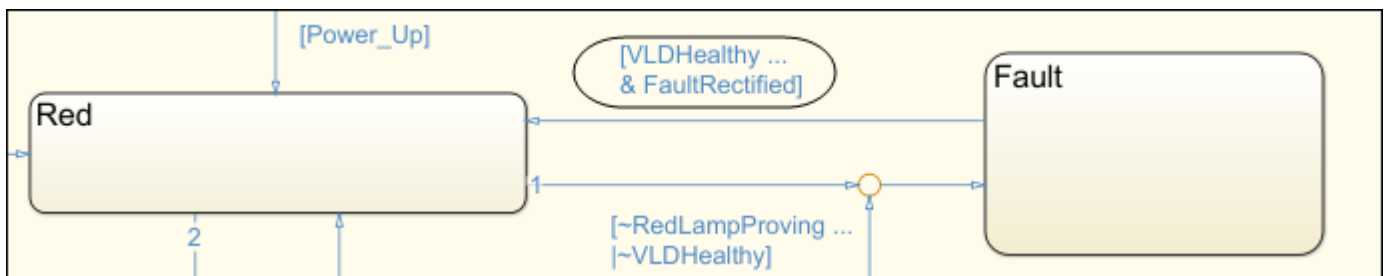 [Power_Up]
[VLDHealthy ...
& FaultRectified]
Fault
Red
1
2
[~RedLampProving ...
|~VLDHealthy]